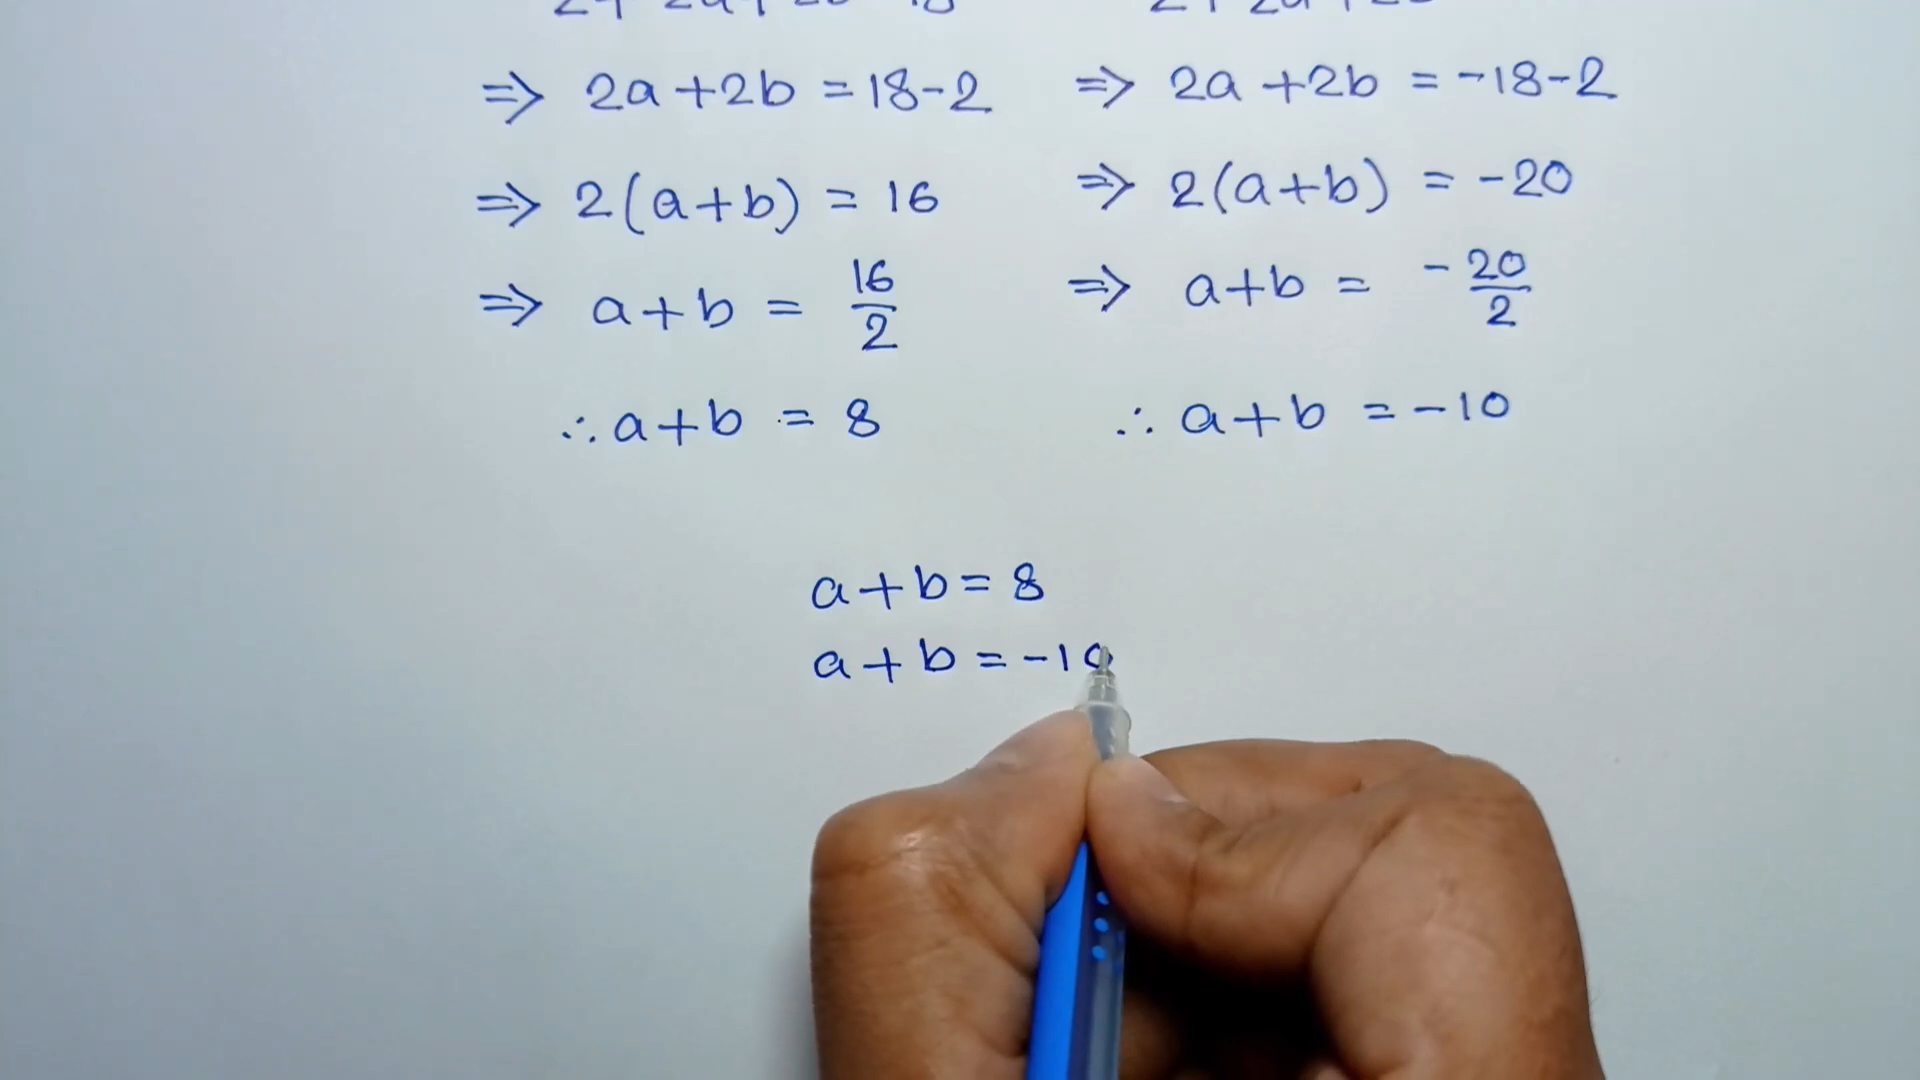 ⇒ 2a+2b = 18-2
⇒ 2(a+b) = 16
⇒ a+b = 16/2
∴ a+b = 8
⇒ 2a+2b = -18-2
⇒ 2(a+b) = -20
⇒ a+b = -20/2
∴ a+b = -10
a+b = 8
a+b = -10